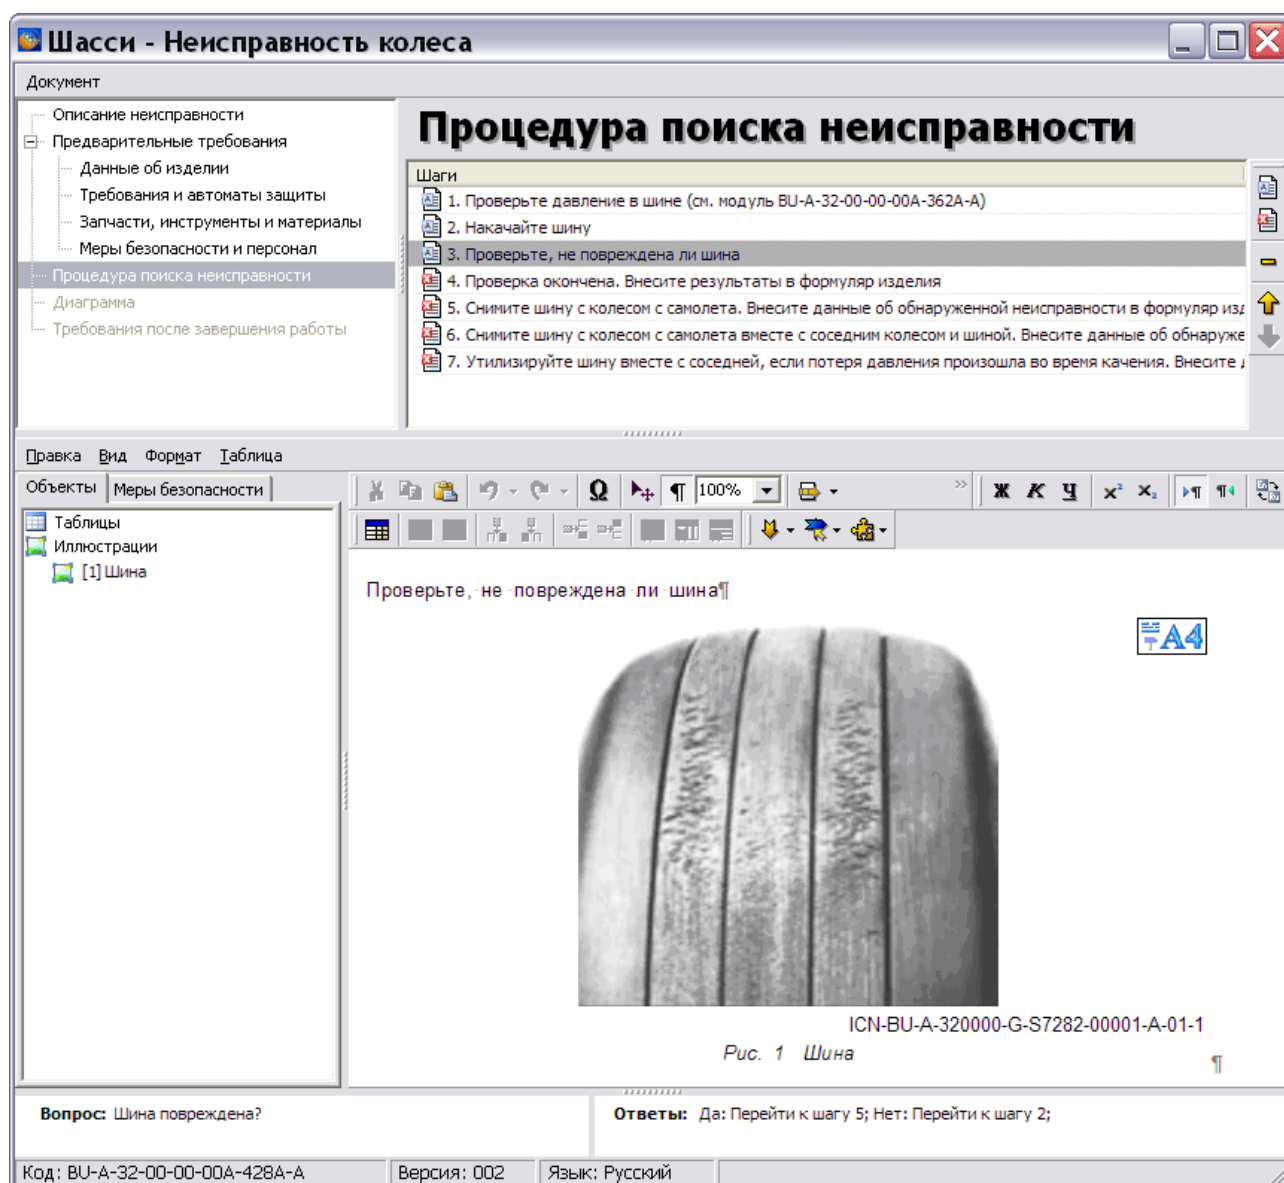 Шасси - Неисправность колеса
Документ
Описание неисправности
Предварительные требования
Данные об изделии
Требования и автоматы защиты
Запчасти, инструменты и материалы
Меры безопасности и персонал
Процедура поиска неисправности
Диаграмма
Требования после завершения работы
Процедура поиска неисправности
Шаги
1. Проверьте давление в шине (см. модуль BU-A-32-00-00-00A-362A-A)
2. Накачайте шину
3. Проверьте, не повреждена ли шина
4. Проверка окончена. Внесите результаты в формуляр изделия
5. Снимите шину с колесом с самолета. Внесите данные об обнаруженной неисправности в формуляр изд
6. Снимите шину с колесом с самолета вместе с соседним колесом и шиной. Внесите данные об обнаруже
7. Утилизируйте шину вместе с соседней, если потеря давления произошла во время качения. Внесите
Правка Вид Формат Таблица
Объекты Меры безопасности
Таблицы
Иллюстрации
[1] Шина
Ω ¶ 100% » Ж К Ч x² x₂ ¶ ¶
Проверьте, не повреждена ли шина¶
A4
ICN-BU-A-320000-G-S7282-00001-A-01-1
Рис. 1 Шина
¶
Вопрос: Шина повреждена?
Ответы: Да: Перейти к шагу 5; Нет: Перейти к шагу 2;
Код: BU-A-32-00-00-00A-428A-A Версия: 002 Язык: Русский